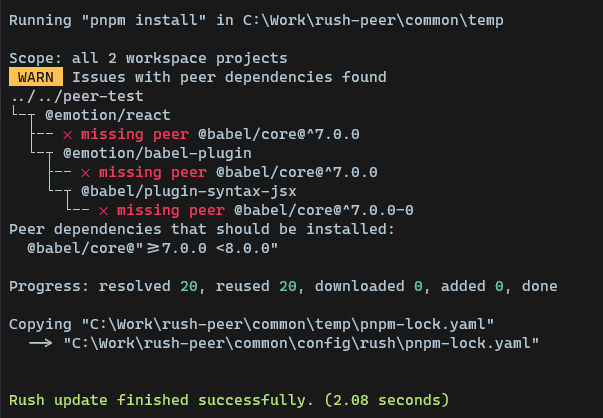 Running "pnpm install" in C:\Work\rush-peer\common\temp
Scope: all 2 workspace projects
WARN Issues with peer dependencies found
../../peer-test
└─┬ @emotion/react
  ├── ✕ missing peer @babel/core@^7.0.0
  └─┬ @emotion/babel-plugin
    ├── ✕ missing peer @babel/core@^7.0.0
    └─┬ @babel/plugin-syntax-jsx
      └── ✕ missing peer @babel/core@^7.0.0-0
Peer dependencies that should be installed:
  @babel/core@">=7.0.0 <8.0.0"
Progress: resolved 20, reused 20, downloaded 0, added 0, done
Copying "C:\Work\rush-peer\common\temp\pnpm-lock.yaml"
  --> "C:\Work\rush-peer\common\config\rush\pnpm-lock.yaml"
Rush update finished successfully. (2.08 seconds)